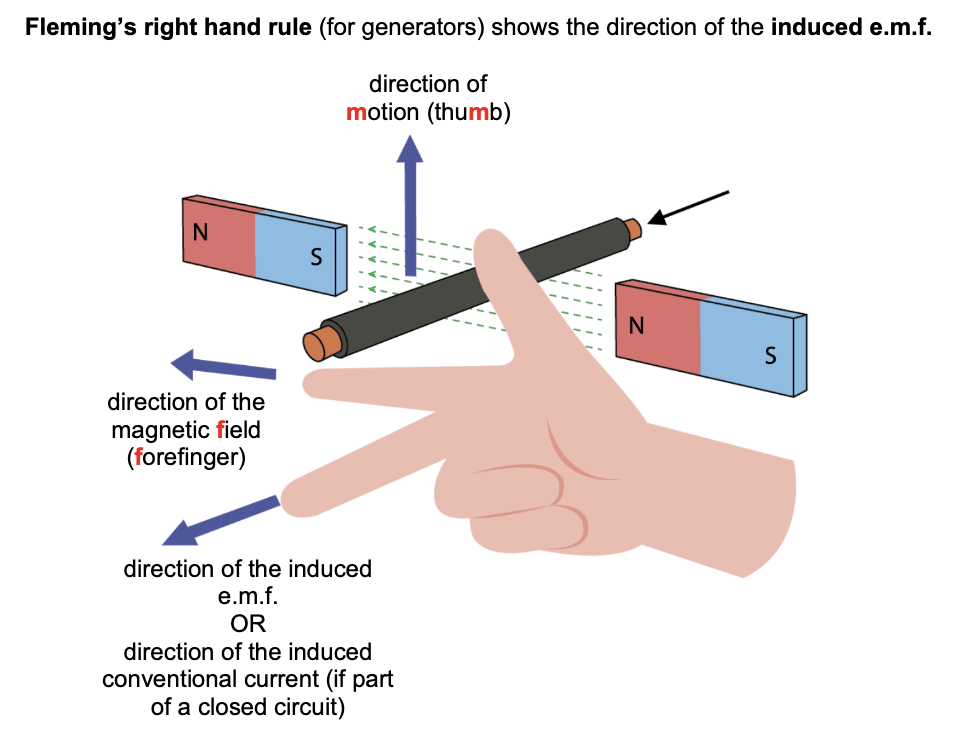 Fleming’s right hand rule (for generators) shows the direction of the induced e.m.f.
direction of
motion (thumb)
N
S
N
S
direction of the
magnetic field
(forefinger)
direction of the induced
e.m.f.
OR
direction of the induced
conventional current (if part
of a closed circuit)